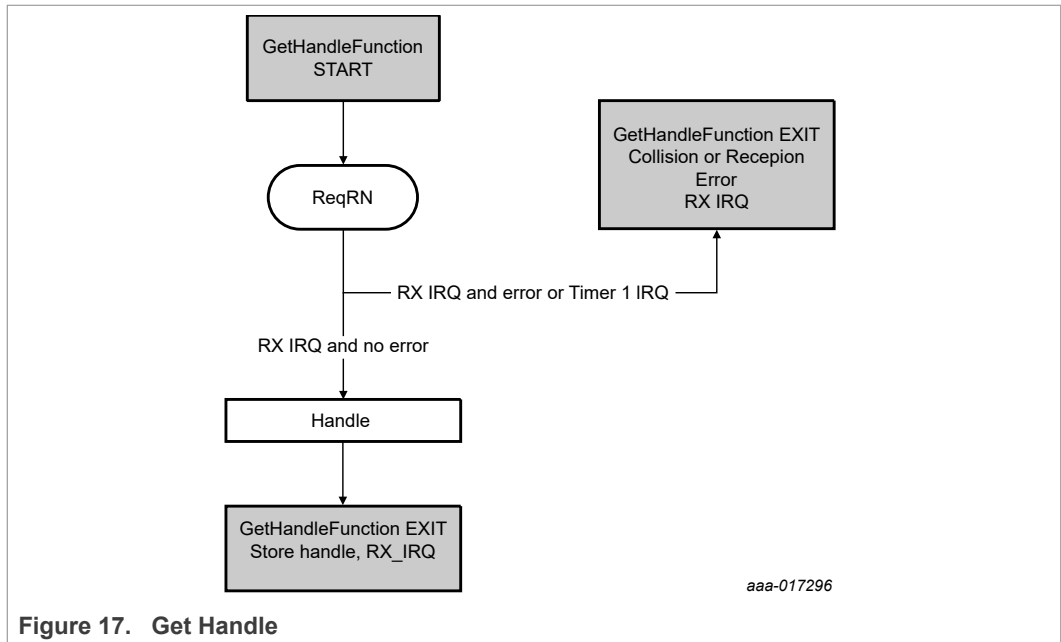 GetHandleFunction
START
GetHandleFunction EXIT
Collision or Recepion
Error
RX IRQ
ReqRN
RX IRQ and error or Timer 1 IRQ
RX IRQ and no error
Handle
GetHandleFunction EXIT
Store handle, RX_IRQ
aaa-017296
Figure 17. Get Handle